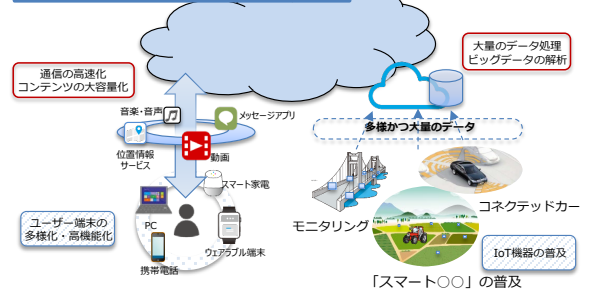 大量のデータ処理
ビッグデータの解析
通信の高速化
コンテンツの大容量化
音楽・音声
メッセージアプリ
多様かつ大量のデータ
位置情報
サービス
動画
スマート家電
コネクテッドカー
モニタリング
ユーザー端末の
多様化・高機能化
PC
ウェアラブル端末
IoT機器の普及
携帯電話
「スマート○○」の普及